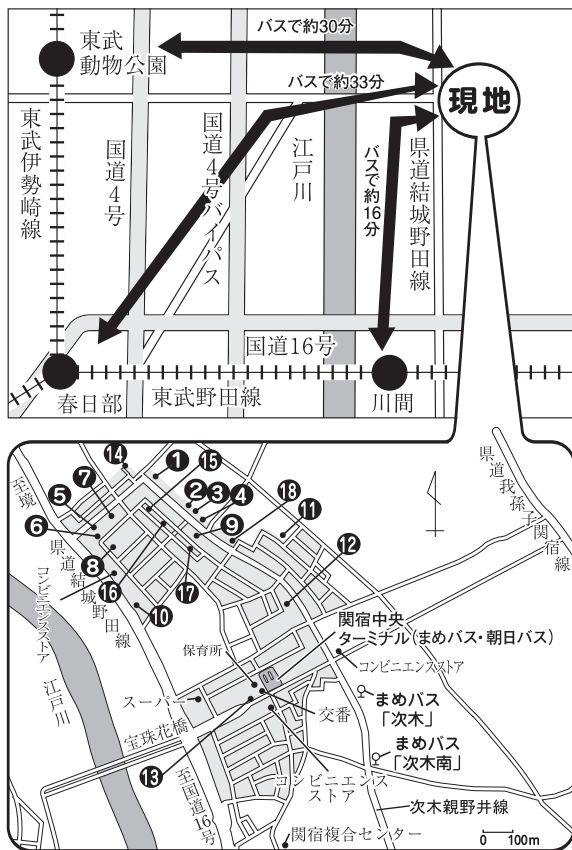 東武
動物公園
バスで約30分
バスで約33分
現地
東武伊勢崎線
国道4号
国道4号バイパス
江戸川
バスで約16分
県道結城野田線
国道16号
東武野田線
春日部
川間
⓮
❶
⓯
❼
❷
❸
❹
⓲
⓫
至境
❺
❻
❾
⓬
県道我孫子関宿線
❽
⓰
⓱
❿
県道結城野田線
コンビニエンスストア
江戸川
関宿中央
ターミナル(まめバス・朝日バス)
保育所
コンビニエンスストア
スーパー
交番
まめバス
「次木」
宝珠花橋
⓭
まめバス
「次木南」
コンビニエンス
ストア
至国道16号
次木親野井線
関宿複合センター
0 100m